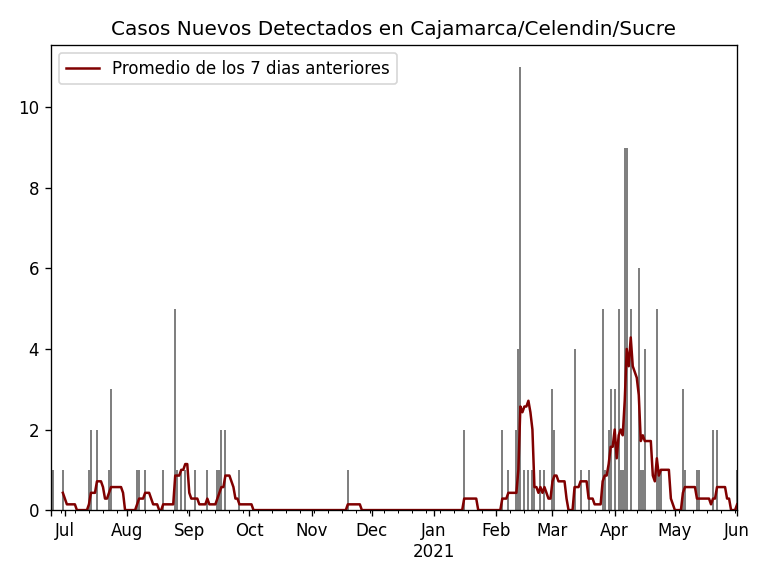 Casos Nuevos Detectados en Cajamarca/Celendin/Sucre
Promedio de los 7 dias anteriores
10
8
6
4
2
0
Jul Aug Sep Oct Nov Dec Jan Feb Mar Apr May Jun
2021